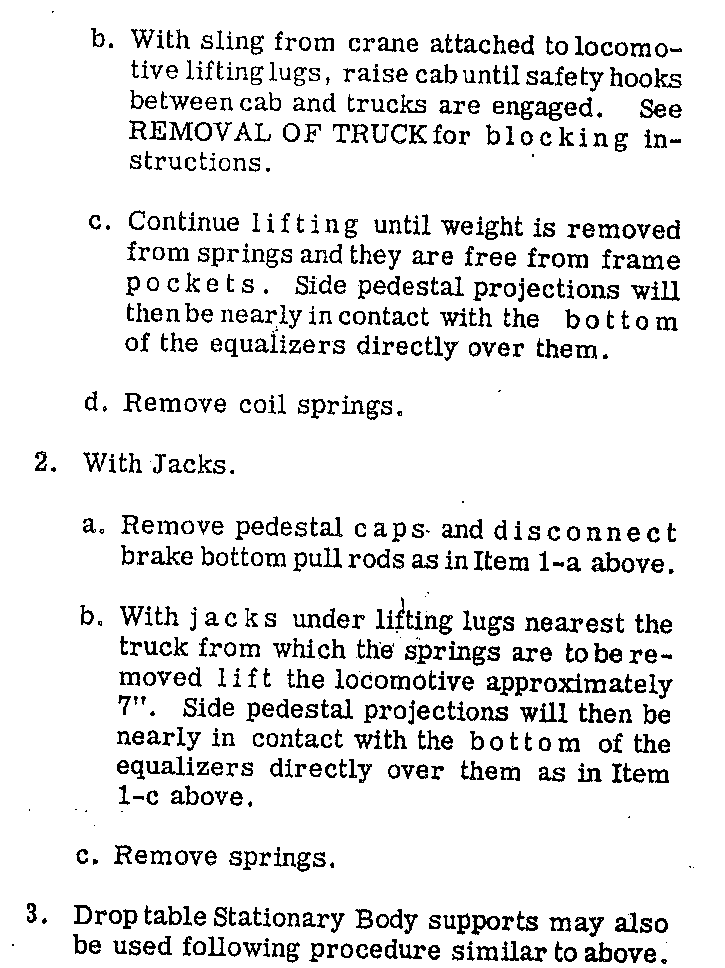 b. With sling from crane attached to locomo-
tive lifting lugs, raise cab until safety hooks
between cab and trucks are engaged. See
REMOVAL OF TRUCK for blocking in-
structions.
c. Continue lifting until weight is removed
from springs and they are free from frame
pockets. Side pedestal projections will
then be nearly in contact with the bottom
of the equalizers directly over them.
d. Remove coil springs.
2. With Jacks.
a. Remove pedestal caps and disconnect
brake bottom pull rods as in Item 1-a above.
b. With jacks under lifting lugs nearest the
truck from which the springs are to be re-
moved lift the locomotive approximately
7". Side pedestal projections will then be
nearly in contact with the bottom of the
equalizers directly over them as in Item
1-c above.
c. Remove springs.
3. Drop table Stationary Body supports may also
be used following procedure similar to above.